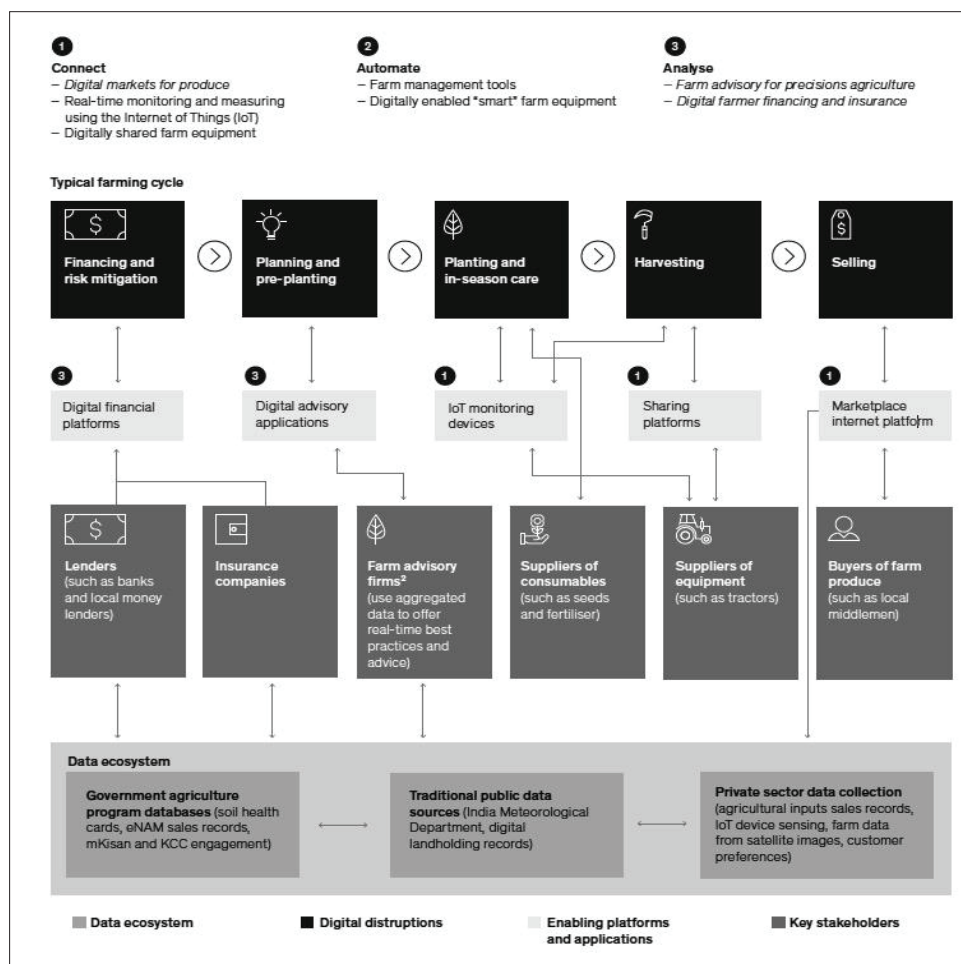 1
Connect
– Digital markets for produce
– Real-time monitoring and measuring
using the Internet of Things (IoT)
– Digitally shared farm equipment
2
Automate
– Farm management tools
– Digitally enabled "smart" farm equipment
3
Analyse
– Farm advisory for precisions agriculture
– Digital farmer financing and insurance
Typical farming cycle
$
Financing and
risk mitigation
Planning and
pre-planting
Planting and
in-season care
Harvesting
$
Selling
3
Digital financial
platforms
3
Digital advisory
applications
1
IoT monitoring
devices
1
Sharing
platforms
1
Marketplace
internet platform
$
Lenders
(such as banks
and local money
lenders)
Insurance
companies
Farm advisory
firms²
(use aggregated
data to offer
real-time best
practices and
advice)
Suppliers of
consumables
(such as seeds
and fertiliser)
Suppliers of
equipment
(such as tractors)
Buyers of farm
produce
(such as local
middlemen)
Data ecosystem
Government agriculture
program databases (soil health
cards, eNAM sales records,
mKisan and KCC engagement)
Traditional public data
sources (India Meteorological
Department, digital
landholding records)
Private sector data collection
(agricultural inputs sales records,
IoT device sensing, farm data
from satellite images, customer
preferences)
Data ecosystem
Digital distruptions
Enabling platforms
and applications
Key stakeholders